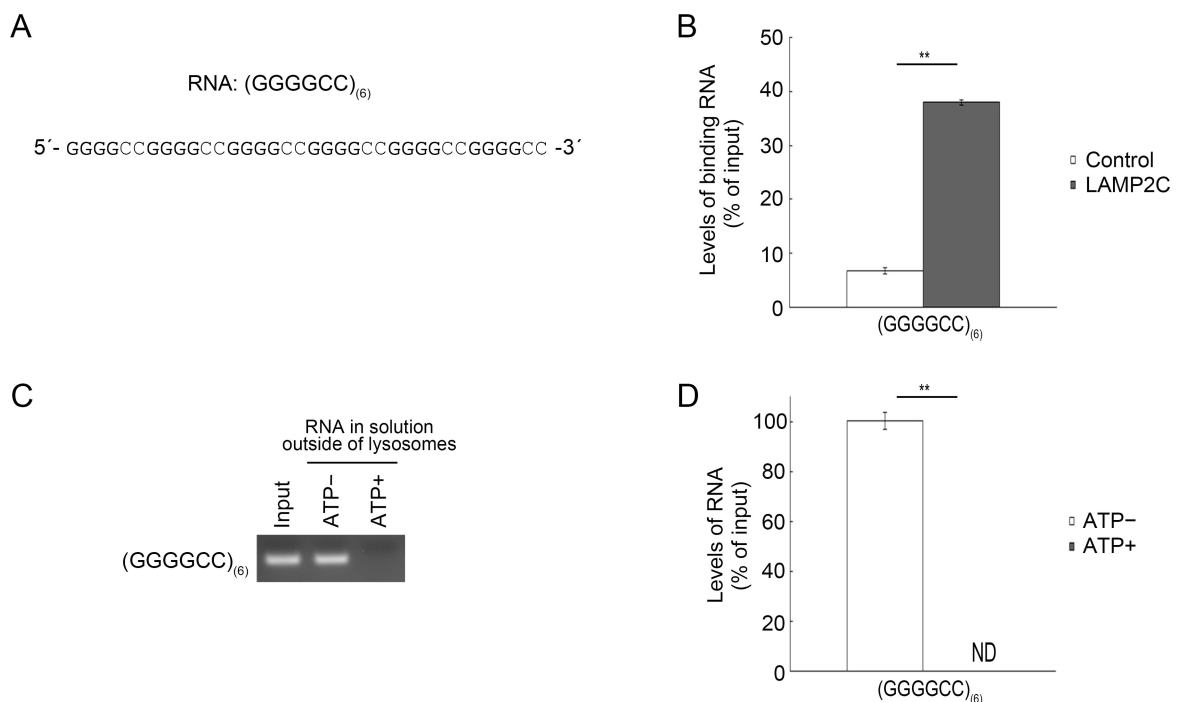 A
RNA: (GGGGCC)(6)
5´- GGGGCCGGGGCCGGGGCCGGGGCCGGGGCCGGGGCC -3´
B
Levels of binding RNA
(% of input)
50
40
30
20
10
0
**
(GGGGCC)(6)
Control
LAMP2C
C
RNA in solution
outside of lysosomes
Input
ATP−
ATP+
(GGGGCC)(6)
D
Levels of RNA
(% of input)
100
80
60
40
20
0
**
ND
(GGGGCC)(6)
ATP−
ATP+